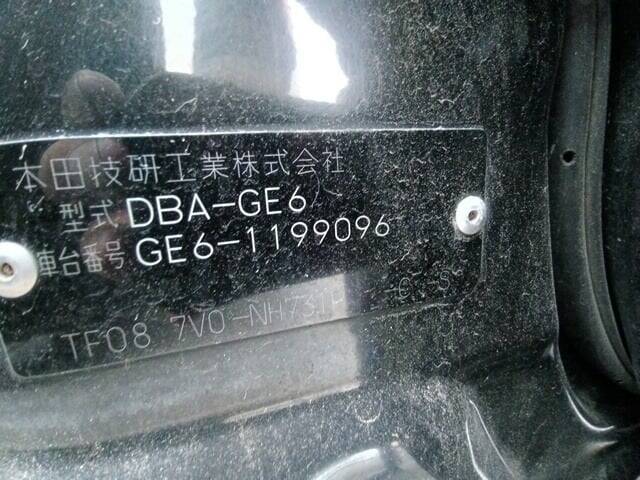 本田技研工業株式会社
型式 DBA-GE6
車台番号 GE6-1199096
TF08 7V0-NH731P C S